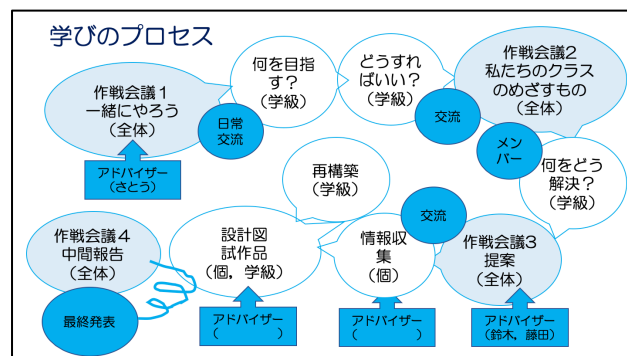 学びのプロセス
作戦会議1
一緒にやろう
(全体)
アドバイザー
(さとう)
日常
交流
何を目指
す?
(学級)
どうすれ
ばいい?
(学級)
交流
作戦会議2
私たちのクラス
のめざすもの
(全体)
メン
バー
何をどう
解決?
(学級)
作戦会議3
提案
(全体)
アドバイザー
(鈴木,藤田)
交流
情報収
集
(個)
アドバイザー
( )
再構築
(学級)
設計図
試作品
(個,学級)
アドバイザー
( )
作戦会議4
中間報告
(全体)
最終発表